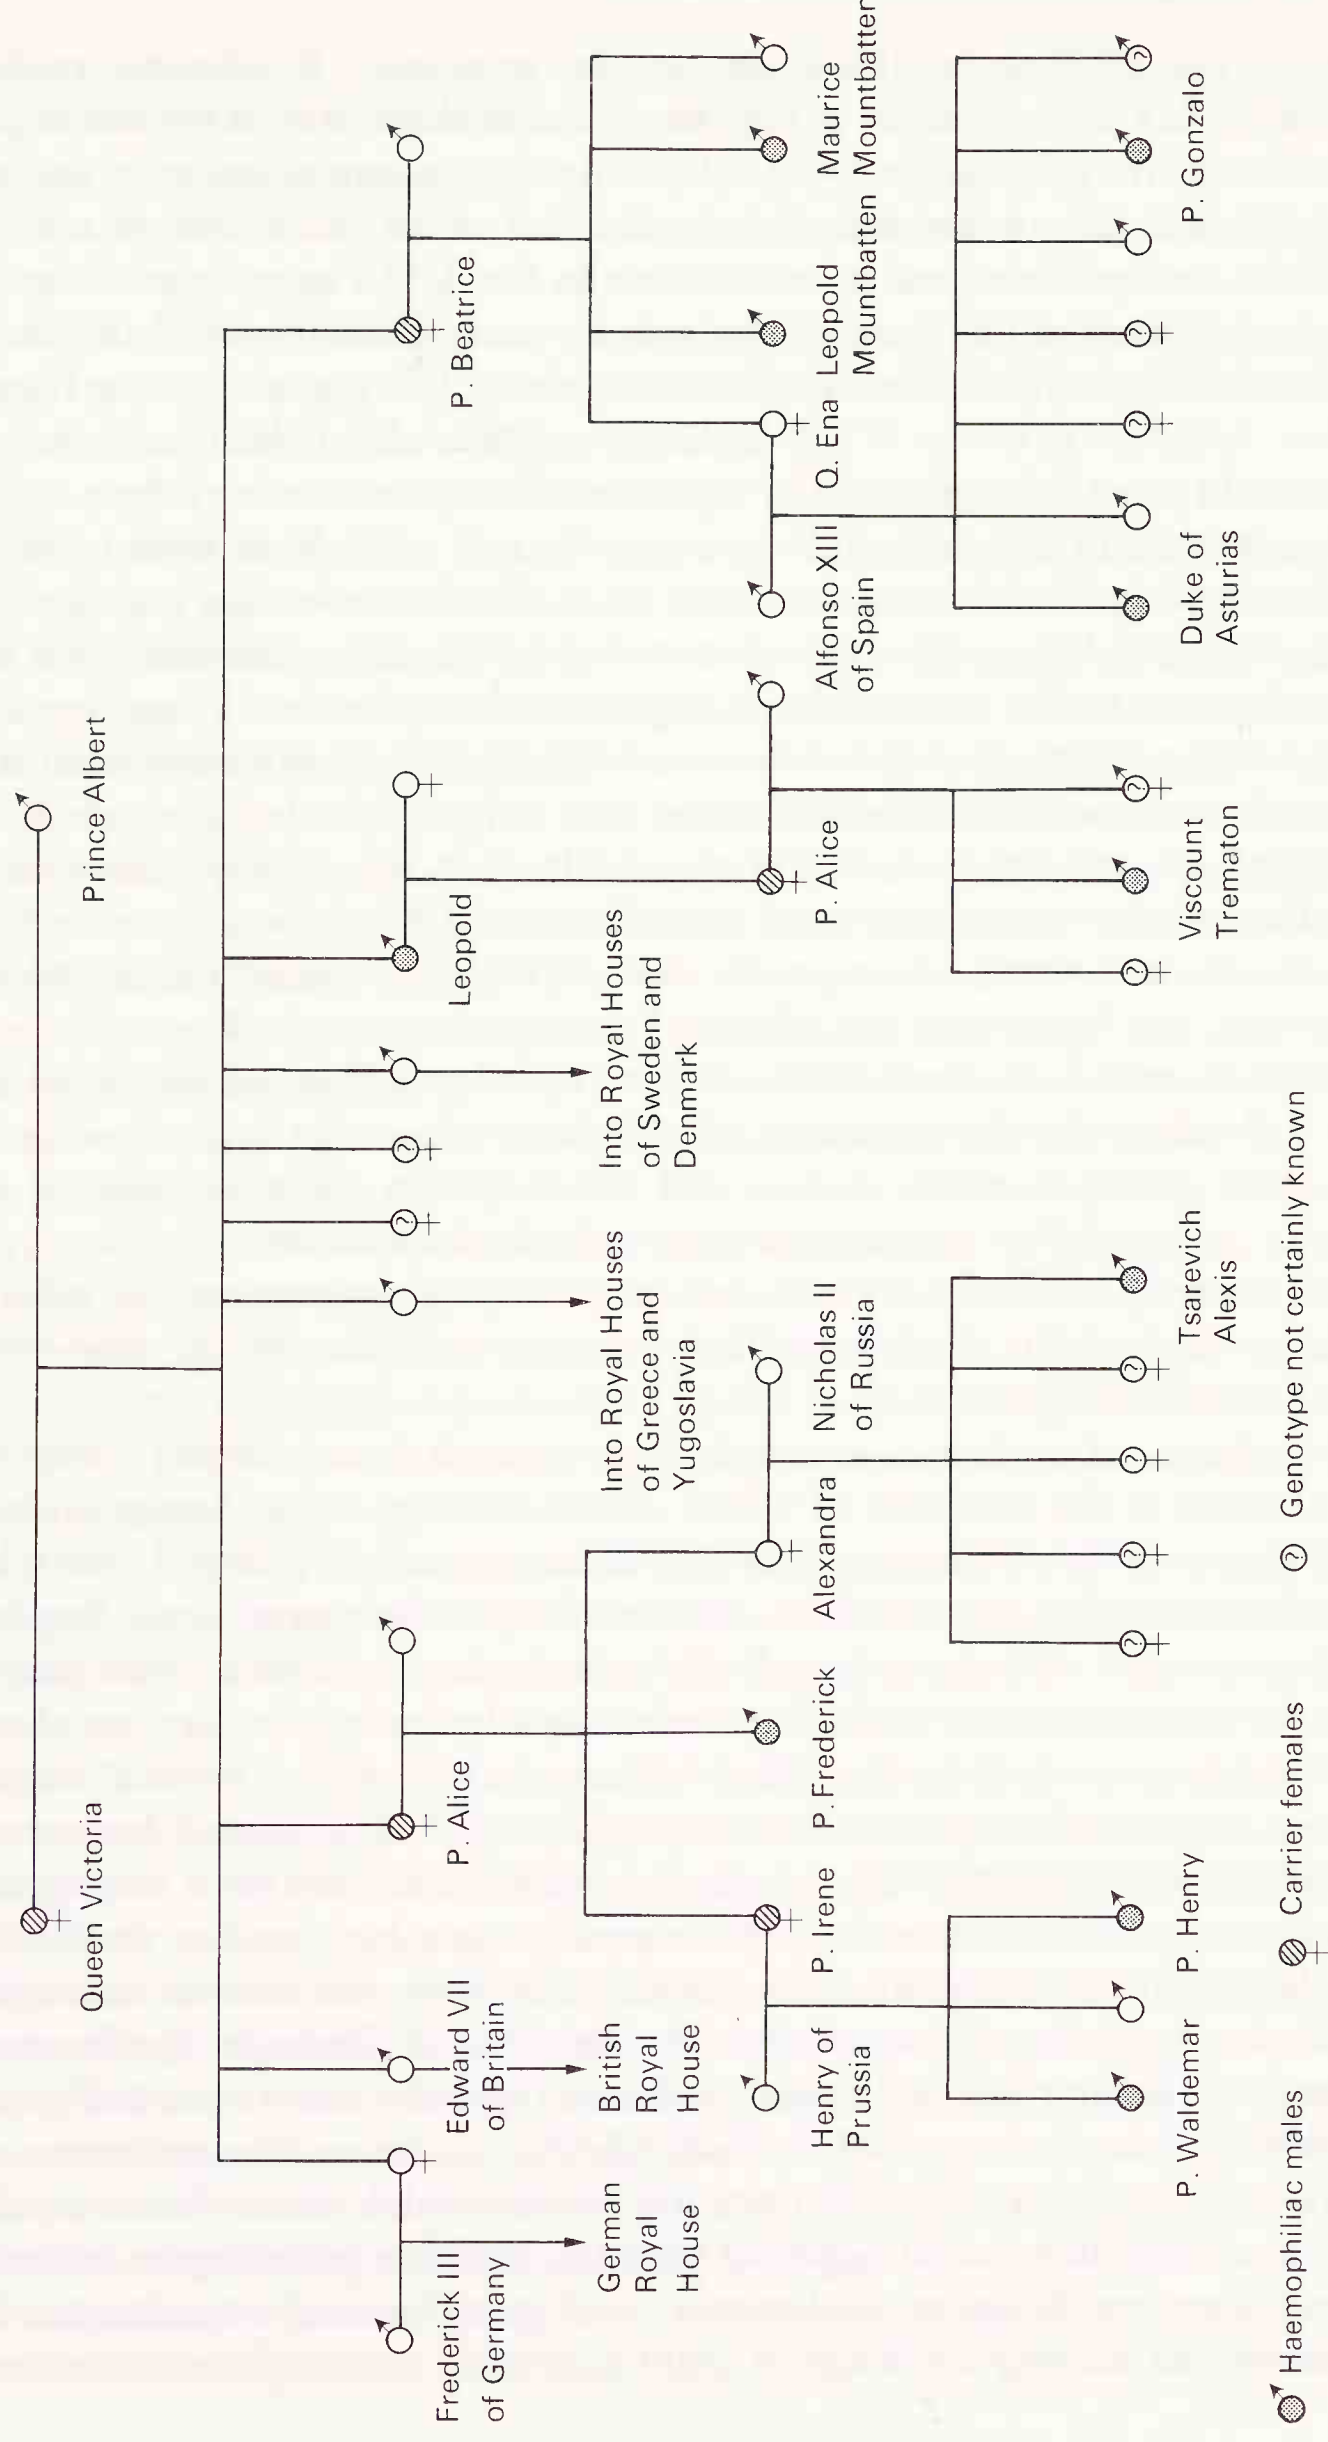 Queen Victoria
Prince Albert
Frederick III
of Germany
Edward VII
of Britain
P. Alice
Leopold
P. Beatrice
German
Royal
House
British
Royal
House
Into Royal Houses
of Greece and
Yugoslavia
Into Royal Houses
of Sweden and
Denmark
Henry of
Prussia
P. Irene
P. Frederick
Alexandra
Nicholas II
of Russia
P. Alice
Alfonso XIII
of Spain
Q. Ena
Leopold
Mountbatten
Maurice
Mountbatten
P. Waldemar
P. Henry
Tsarevich
Alexis
Viscount
Trematon
Duke of
Asturias
P. Gonzalo
?
?
?
?
?
?
?
?
?
?
?
Haemophiliac males
Carrier females
? Genotype not certainly known